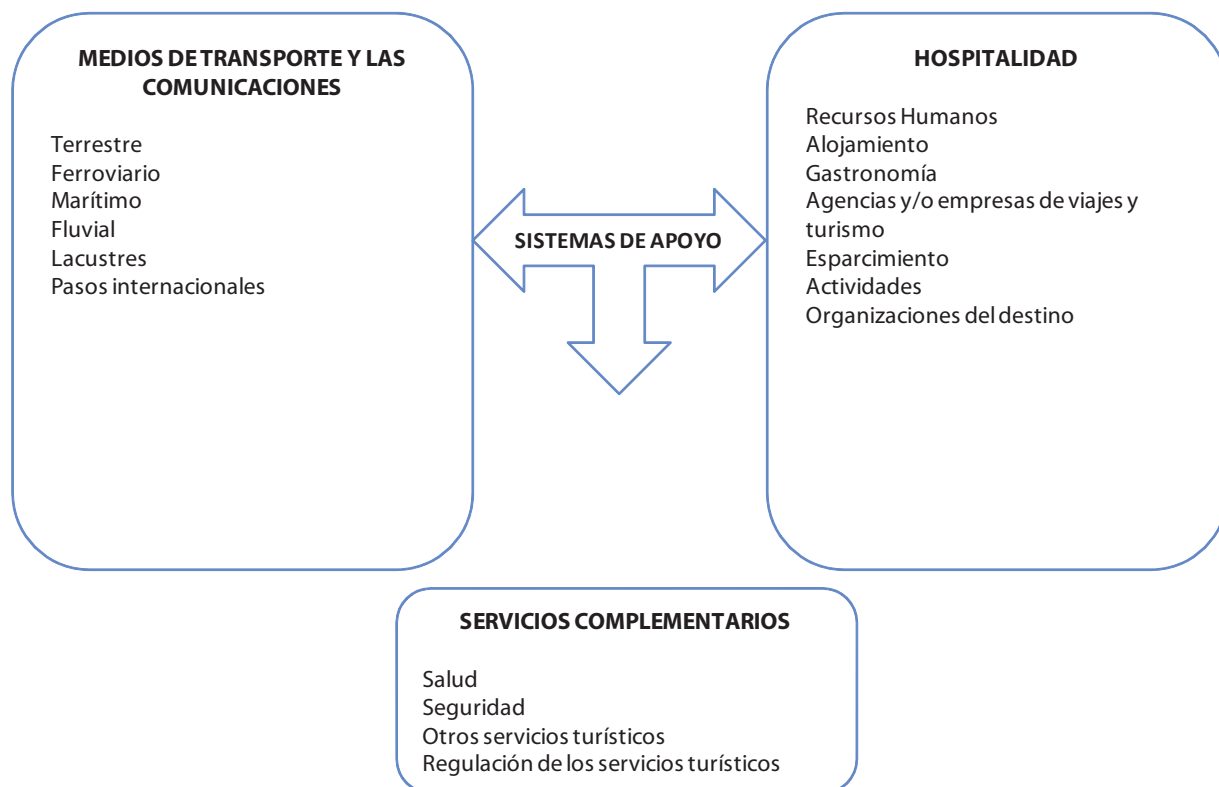 MEDIOS DE TRANSPORTE Y LAS
COMUNICACIONES
Terrestre
Ferroviario
Marítimo
Fluvial
Lacustres
Pasos internacionales
SISTEMAS DE APOYO
HOSPITALIDAD
Recursos Humanos
Alojamiento
Gastronomía
Agencias y/o empresas de viajes y
turismo
Esparcimiento
Actividades
Organizaciones del destino
SERVICIOS COMPLEMENTARIOS
Salud
Seguridad
Otros servicios turísticos
Regulación de los servicios turísticos